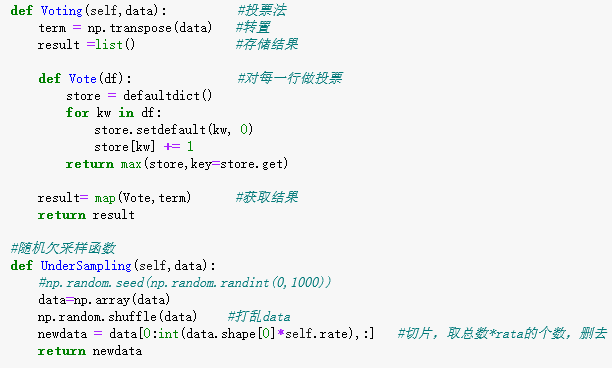 def Voting(self,data):          #投票法
    term = np.transpose(data)   #转置
    result =list()              #存储结果

    def Vote(df):               #对每一行做投票
        store = defaultdict()
        for kw in df:
            store.setdefault(kw, 0)
            store[kw] += 1
        return max(store,key=store.get)

    result= map(Vote,term)      #获取结果
    return result

#随机欠采样函数
def UnderSampling(self,data):
    #np.random.seed(np.random.randint(0,1000))
    data=np.array(data)
    np.random.shuffle(data)    #打乱data
    newdata = data[0:int(data.shape[0]*self.rate),:]   #切片，取总数*rata的个数，删去
    return newdata